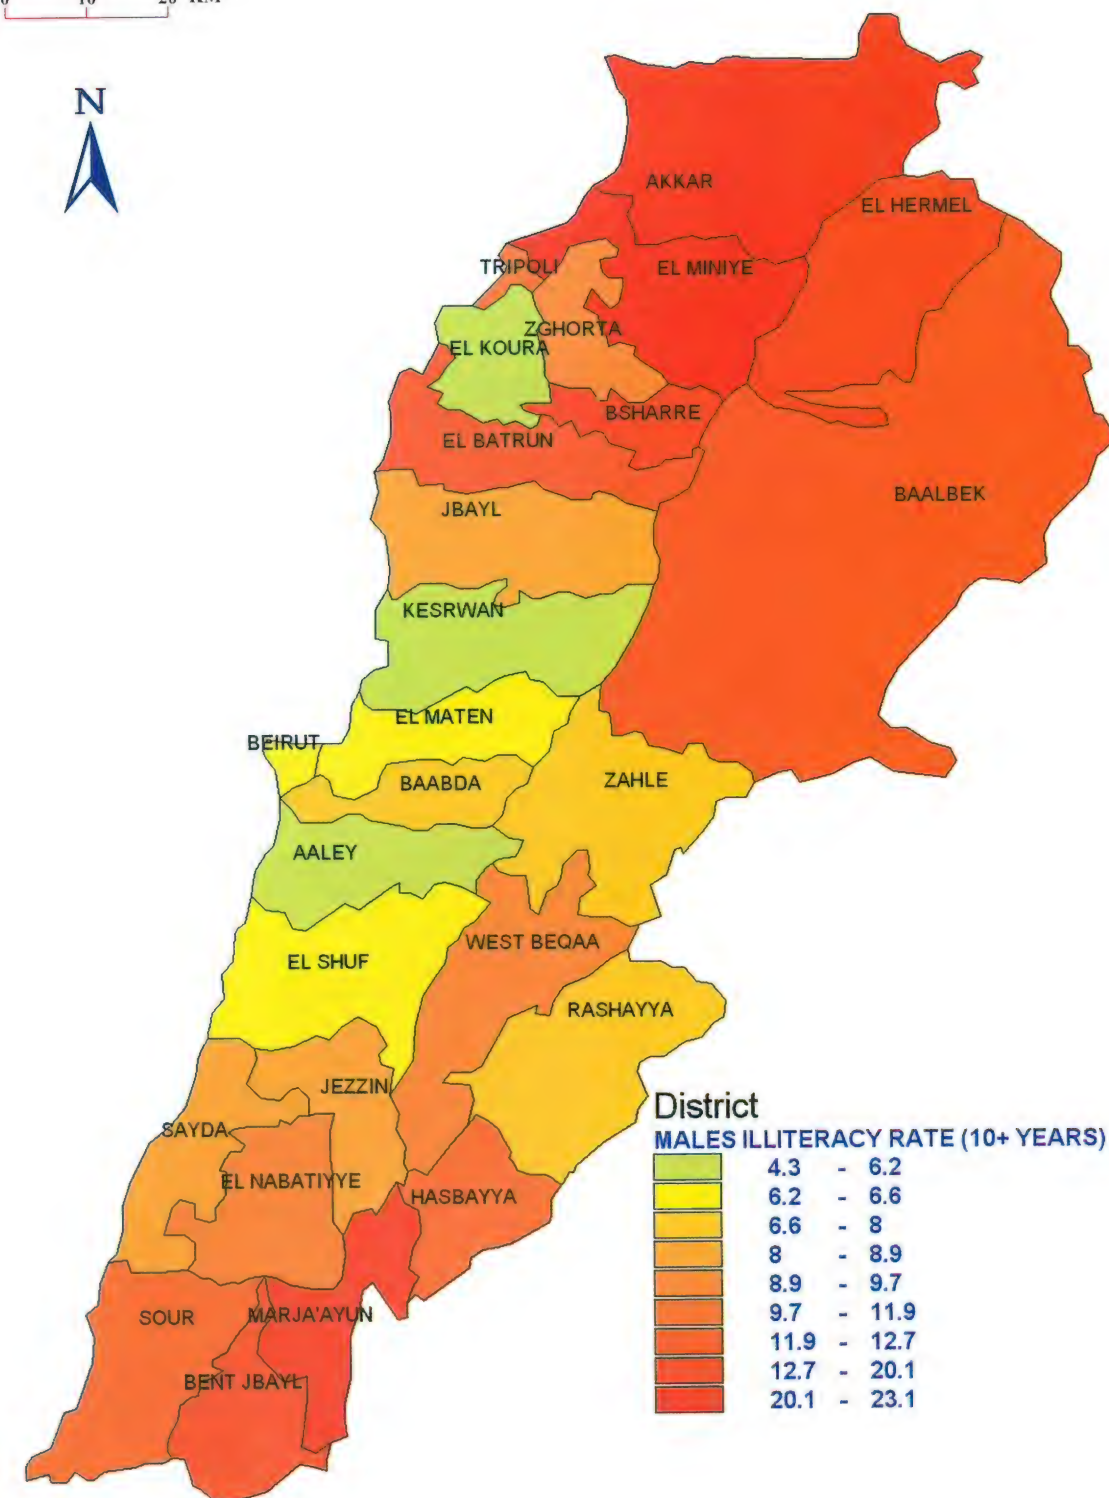 0 10 20 KM
N
AKKAR
EL HERMEL
TRIPOLI
EL MINIYE
ZGHORTA
EL KOURA
BSHARRE
EL BATRUN
BAALBEK
JBAYL
KESRWAN
EL MATEN
BEIRUT
BAABDA
ZAHLE
AALEY
WEST BEQAA
EL SHUF
RASHAYYA
JEZZIN
SAYDA
EL NABATIYYE
HASBAYYA
SOUR
MARJA'AYUN
BENT JBAYL
District
MALES ILLITERACY RATE (10+ YEARS)
4.3 - 6.2
6.2 - 6.6
6.6 - 8
8 - 8.9
8.9 - 9.7
9.7 - 11.9
11.9 - 12.7
12.7 - 20.1
20.1 - 23.1